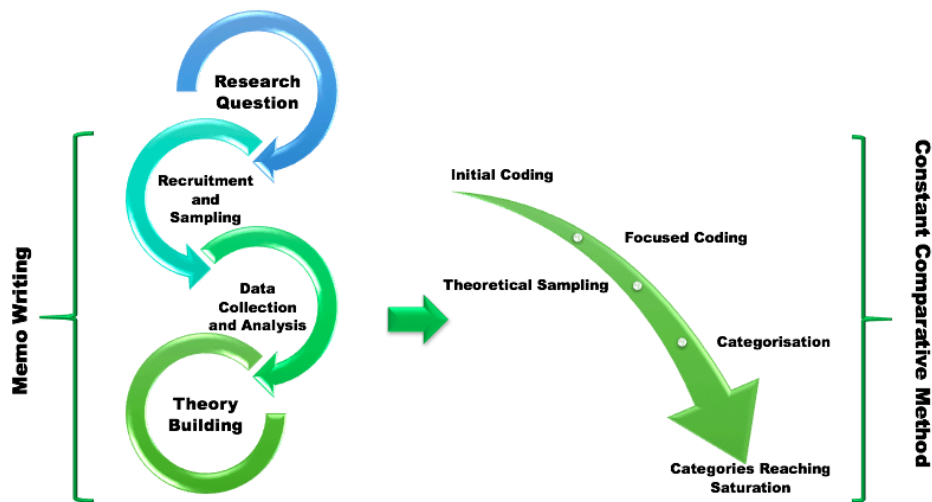 Research
Question
Recruitment
and
Sampling
Data
Collection
and Analysis
Theory
Building
Memo Writing
Initial Coding
Focused Coding
Theoretical Sampling
Categorisation
Categories Reaching
Saturation
Constant Comparative Method